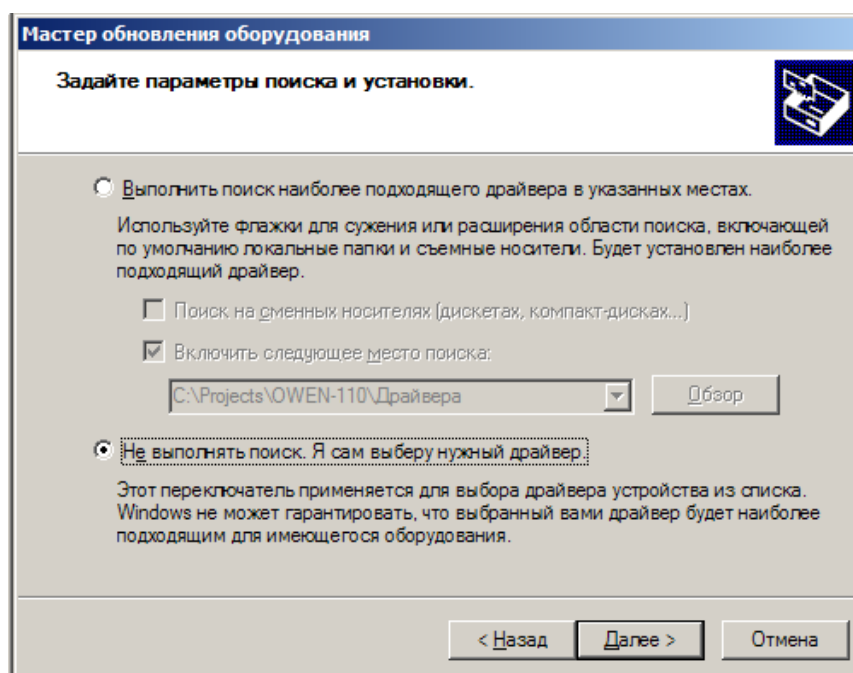 Мастер обновления оборудования
Задайте параметры поиска и установки.
Выполнить поиск наиболее подходящего драйвера в указанных местах.
Используйте флажки для сужения или расширения области поиска, включающей
по умолчанию локальные папки и съемные носители. Будет установлен наиболее
подходящий драйвер.
Поиск на сменных носителях (дискетах, компакт-дисках...)
Включить следующее место поиска:
C:\Projects\OWEN-110\Драйвера
Обзор
Не выполнять поиск. Я сам выберу нужный драйвер.
Этот переключатель применяется для выбора драйвера устройства из списка.
Windows не может гарантировать, что выбранный вами драйвер будет наиболее
подходящим для имеющегося оборудования.
< Назад Далее > Отмена